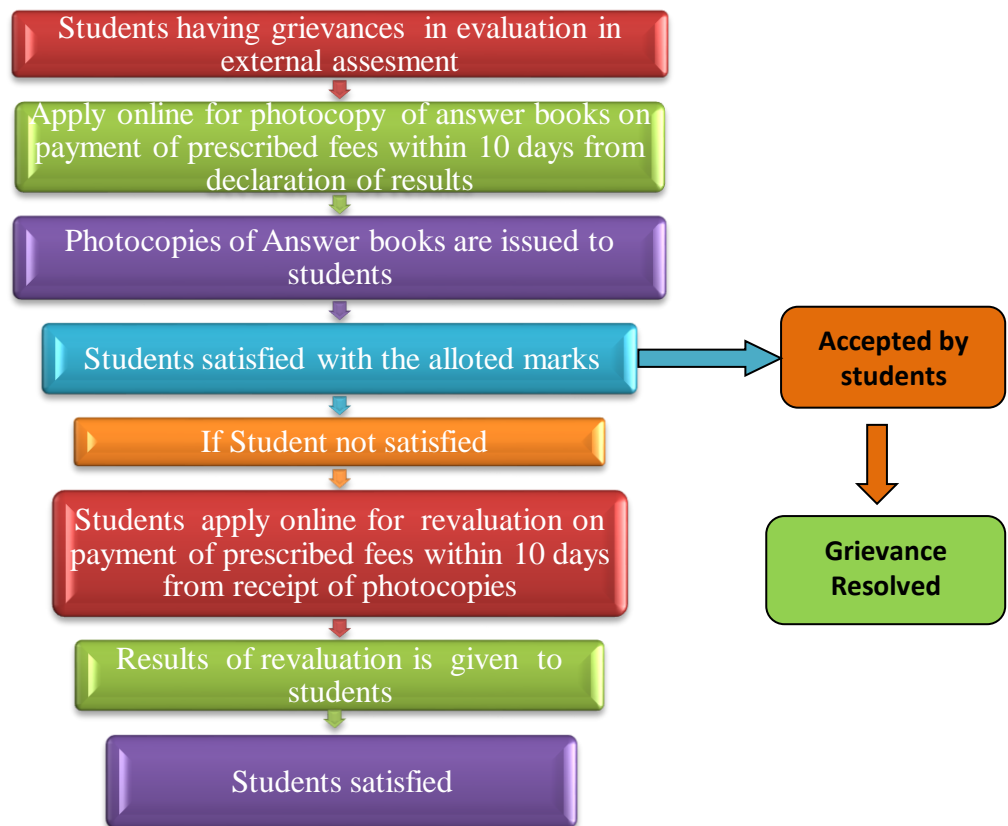 Students having grievances in evaluation in
external assesment
Apply online for photocopy of answer books on
payment of prescribed fees within 10 days from
declaration of results
Photocopies of Answer books are issued to
students
Students satisfied with the alloted marks
Accepted by
students
If Student not satisfied
Students apply online for revaluation on
payment of prescribed fees within 10 days
from receipt of photocopies
Grievance
Resolved
Results of revaluation is given to
students
Students satisfied